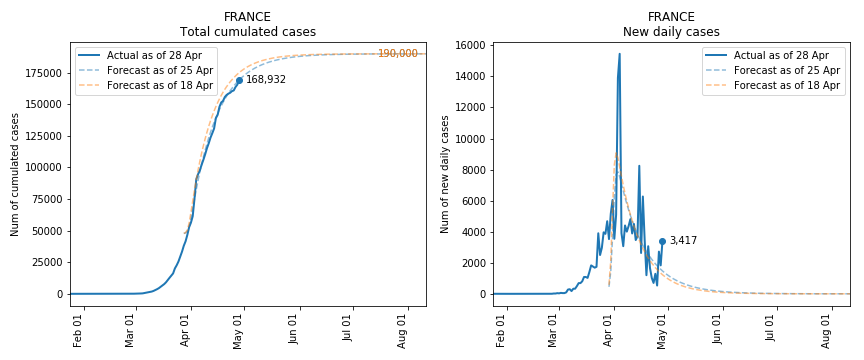 FRANCE
Total cumulated cases
Num of cumulated cases
175000
150000
125000
100000
75000
50000
25000
0
Actual as of 28 Apr
Forecast as of 25 Apr
Forecast as of 18 Apr
190,000
168,932
Feb 01
Mar 01
Apr 01
May 01
Jun 01
Jul 01
Aug 01
FRANCE
New daily cases
Num of new daily cases
16000
14000
12000
10000
8000
6000
4000
2000
0
Actual as of 28 Apr
Forecast as of 25 Apr
Forecast as of 18 Apr
3,417
Feb 01
Mar 01
Apr 01
May 01
Jun 01
Jul 01
Aug 01